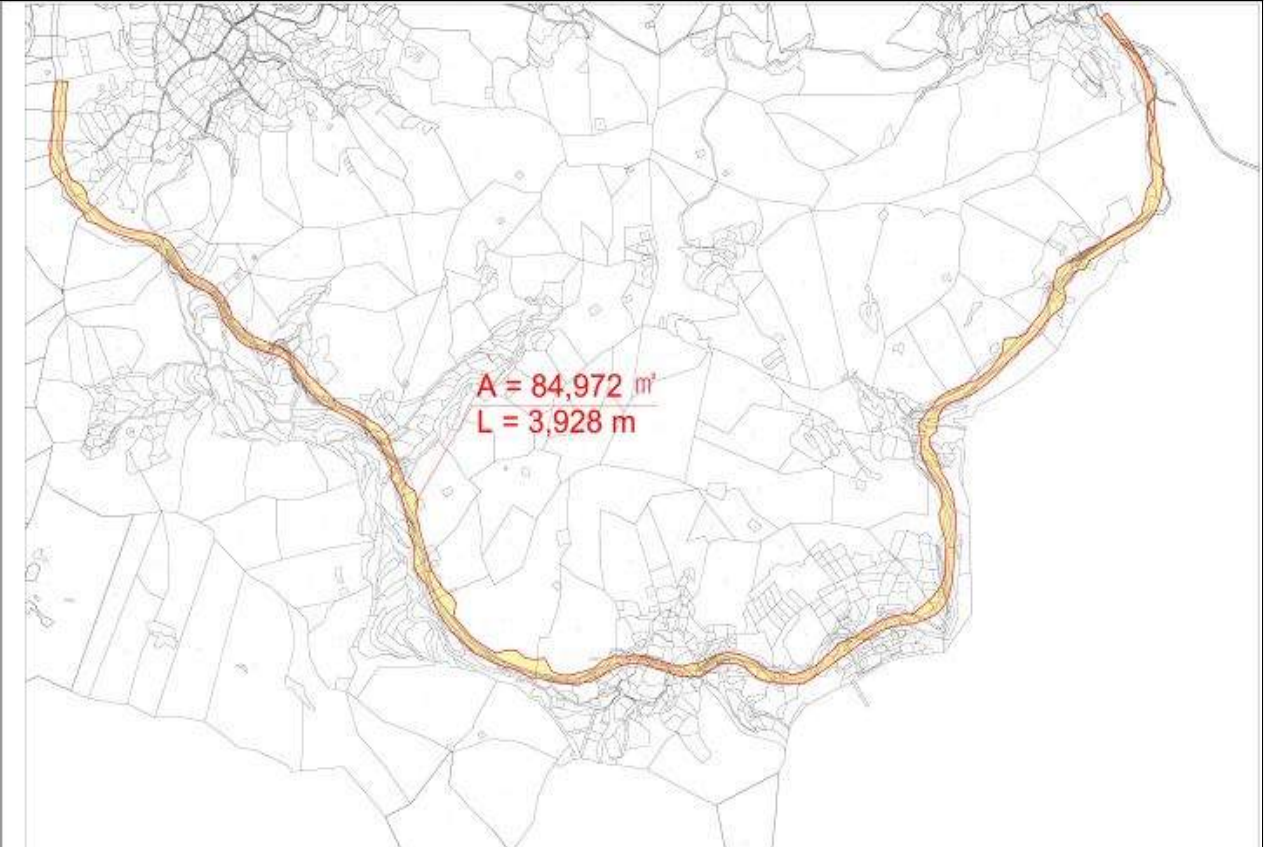 A = 84,972 ㎡
L = 3,928 m